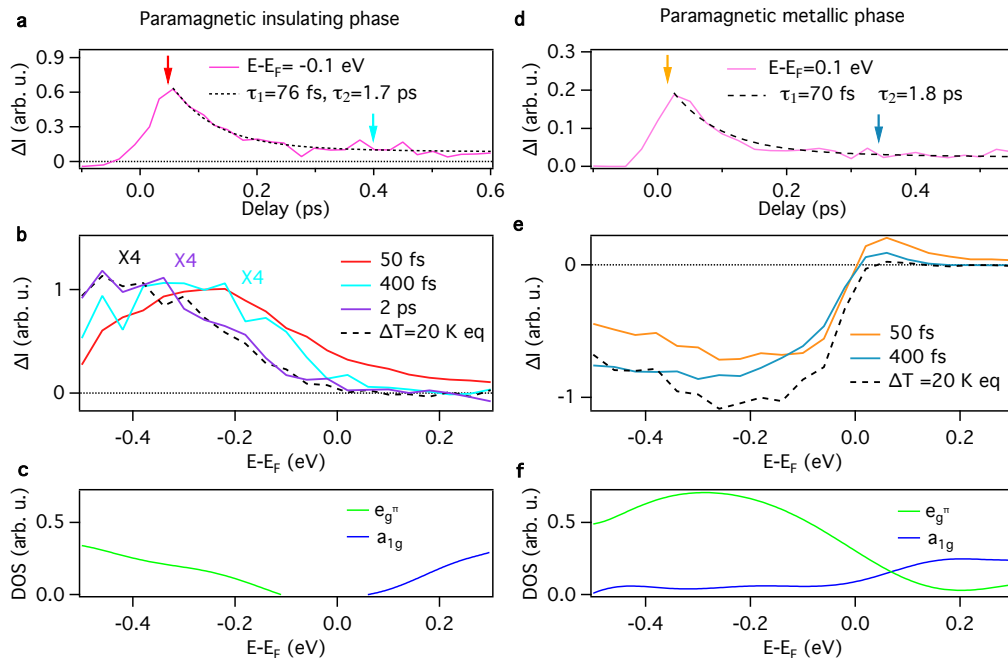 a
Paramagnetic insulating phase
0.9
0.6
0.3
0
ΔI (arb. u.)
E-E_F= -0.1 eV
τ₁=76 fs, τ₂=1.7 ps
0.0
0.2
0.4
0.6
Delay (ps)
b
1
0
ΔI (arb. u.)
X4
X4
X4
50 fs
400 fs
2 ps
ΔT=20 K eq
-0.4
-0.2
0.0
0.2
E-E_F (eV)
c
0.5
0.0
DOS (arb. u.)
e_g^π
a_1g
-0.4
-0.2
0.0
0.2
E-E_F (eV)
d
Paramagnetic metallic phase
0.3
0.2
0.1
0.0
ΔI (arb. u.)
E-E_F=0.1 eV
τ₁=70 fs τ₂=1.8 ps
0.0
0.2
0.4
Delay (ps)
e
0
-1
ΔI (arb. u.)
50 fs
400 fs
ΔT =20 K eq
-0.4
-0.2
0.0
0.2
E-E_F (eV)
f
0.5
0.0
DOS (arb. u.)
e_g^π
a_1g
-0.4
-0.2
0.0
0.2
E-E_F (eV)